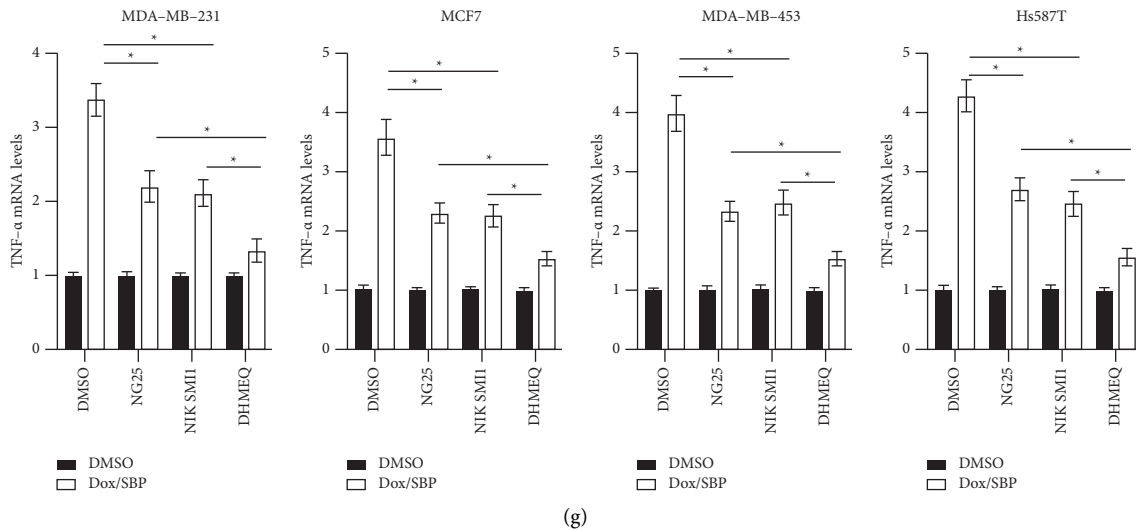 MDA–MB–231
TNF–α mRNA levels
4
3
2
1
0
*
*
*
*
DMSO
NG25
NIK SMI1
DHMEQ
DMSO
Dox/SBP
MCF7
TNF–α mRNA levels
5
4
3
2
1
0
*
*
*
*
DMSO
NG25
NIK SMI1
DHMEQ
DMSO
Dox/SBP
MDA–MB–453
TNF–α mRNA levels
5
4
3
2
1
0
*
*
*
*
DMSO
NG25
NIK SMI1
DHMEQ
DMSO
Dox/SBP
Hs587T
TNF–α mRNA levels
5
4
3
2
1
0
*
*
*
*
DMSO
NG25
NIK SMI1
DHMEQ
DMSO
Dox/SBP
(g)